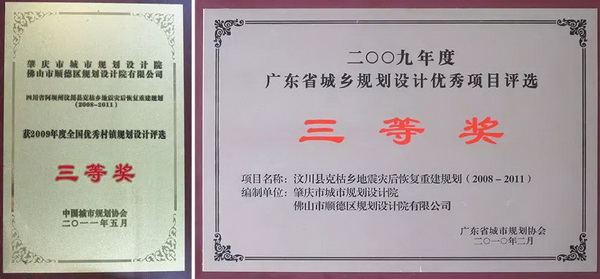 肇庆市城市规划设计院
佛山市顺德区规划设计院有限公司
四川省阿坝州汶川县克枯乡地震灾后恢复重建规划
(2008-2011)
获2009年度全国优秀村镇规划设计评选
三等奖
中国城市规划协会
二〇一一年五月
二〇〇九年度
广东省城乡规划设计优秀项目评选
三等奖
项目名称：汶川县克枯乡地震灾后恢复重建规划（2008-2011）
编制单位：肇庆市城市规划设计院
佛山市顺德区规划设计院有限公司
广东省城市规划协会
二〇一〇年二月